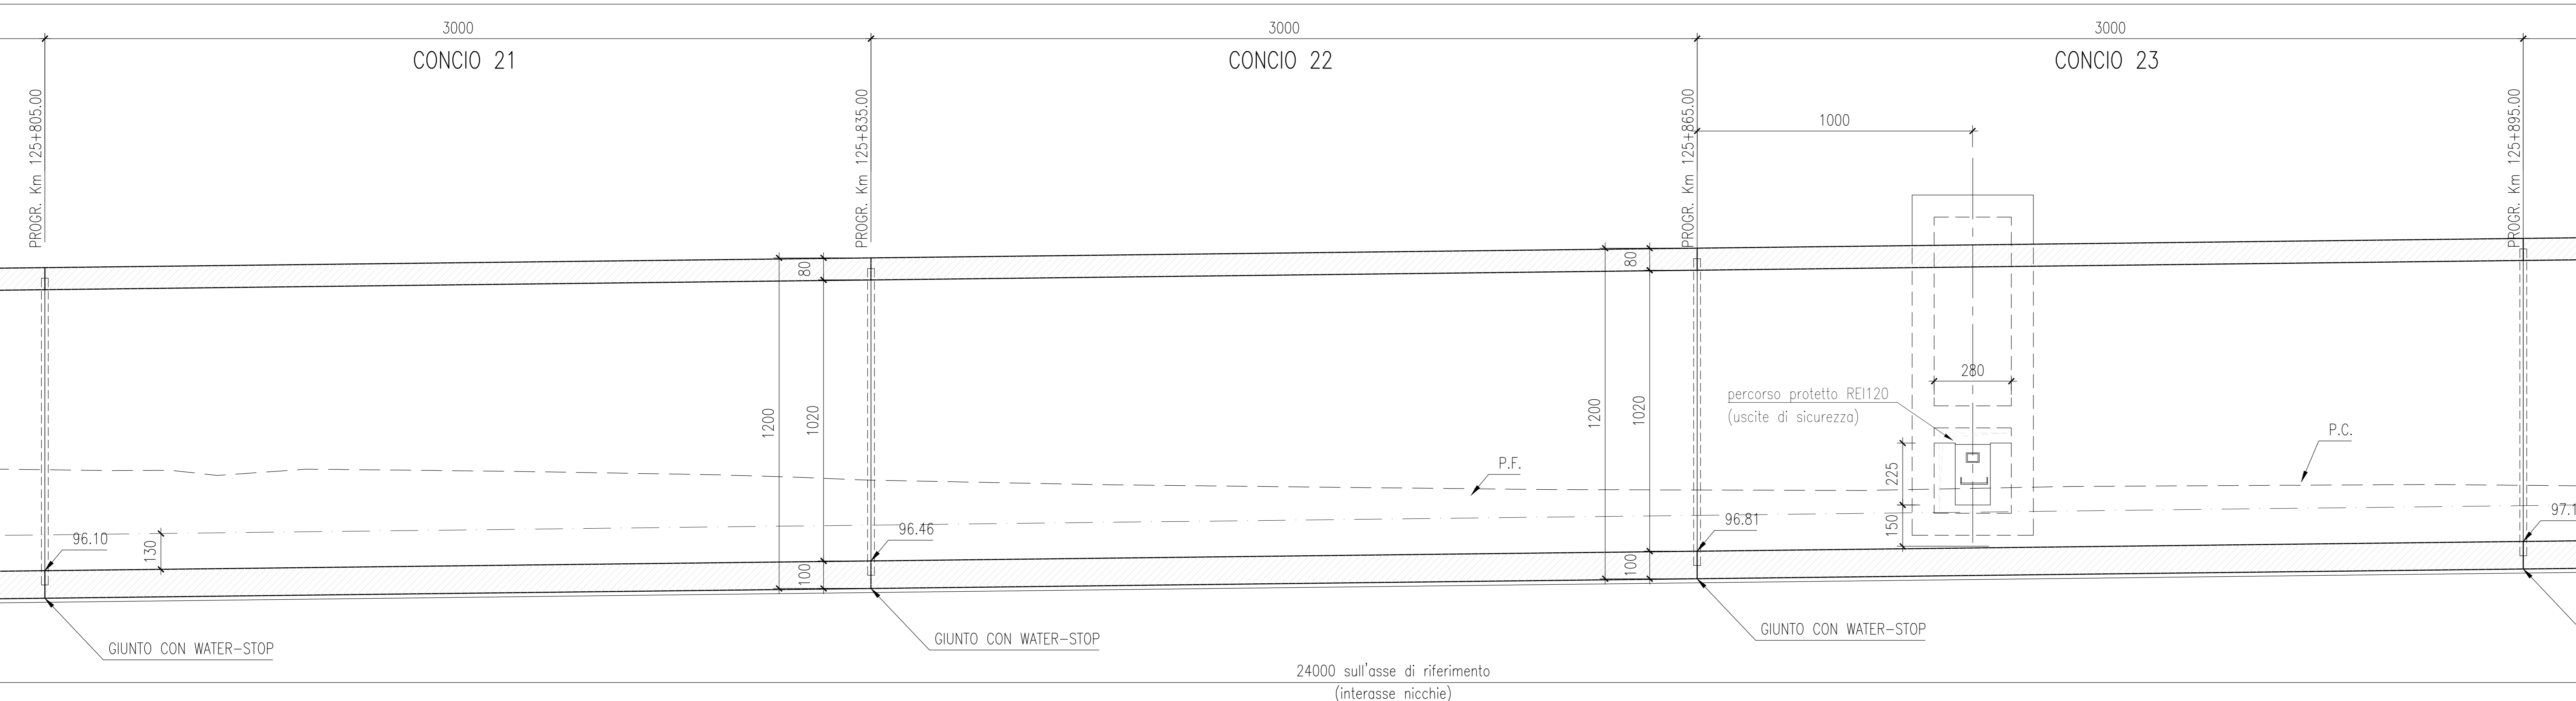 3000
3000
3000
CONCIO 21
CONCIO 22
CONCIO 23
PROGR. Km 125+805.00
PROGR. Km 125+835.00
PROGR. Km 125+865.00
PROGR. Km 125+895.00
1000
80
80
1200
1020
1200
1020
280
percorso protetto REI120
(uscite di sicurezza)
P.F.
P.C.
225
150
96.10
130
96.46
100
96.81
100
97.1
GIUNTO CON WATER-STOP
GIUNTO CON WATER-STOP
GIUNTO CON WATER-STOP
24000 sull'asse di riferimento
(interasse nicchie)